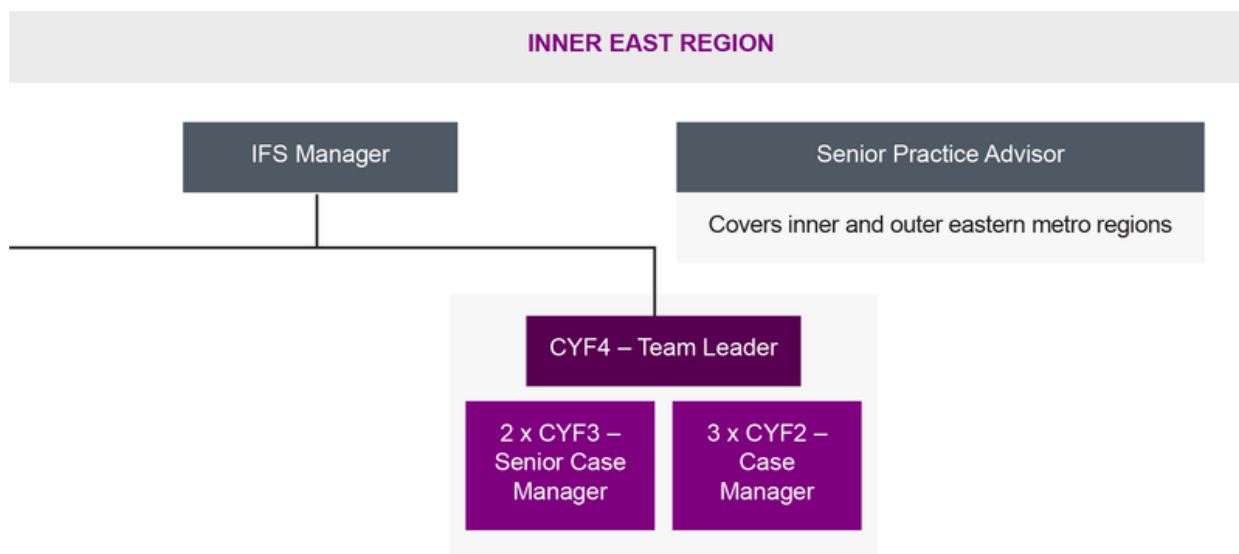 INNER EAST REGION
IFS Manager
Senior Practice Advisor
Covers inner and outer eastern metro regions
CYF4 – Team Leader
2 x CYF3 –
Senior Case
Manager
3 x CYF2 –
Case
Manager